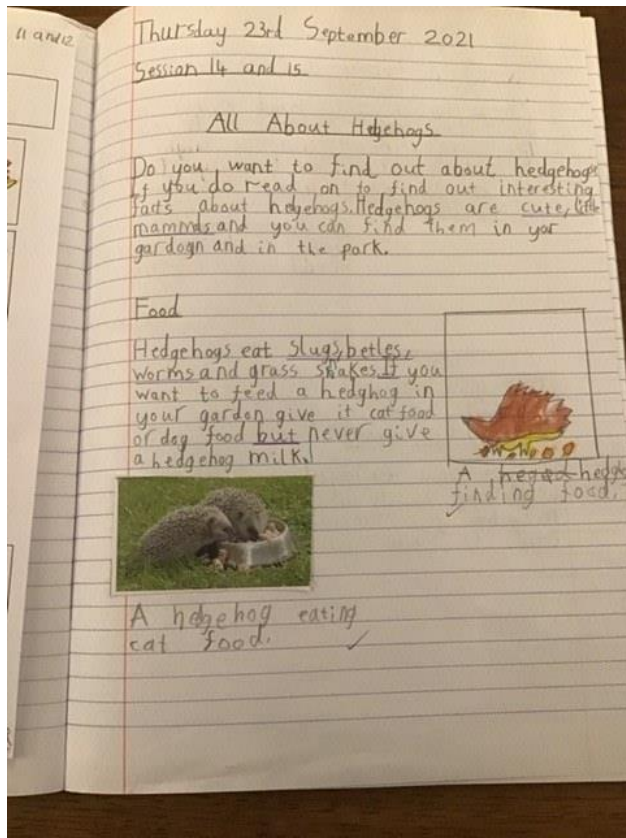 11 and 12
Thursday 23rd September 2021
Session 14 and 15
All About Hedgehogs
Do you want to find out about hedgehogs
If you do read on to find out interesting
facts about hedgehogs. Hedgehogs are cute, little
mammals and you can find them in yor
gardogn and in the park.
Food
Hedgehogs eat slugs, betles,
worms and grass snakes. If you
want to feed a hedghog in
your garden give it cat food
or dog food but never give
a hedgehog milk.
A hedgehog eating
cat food.
A hedge
finding food.